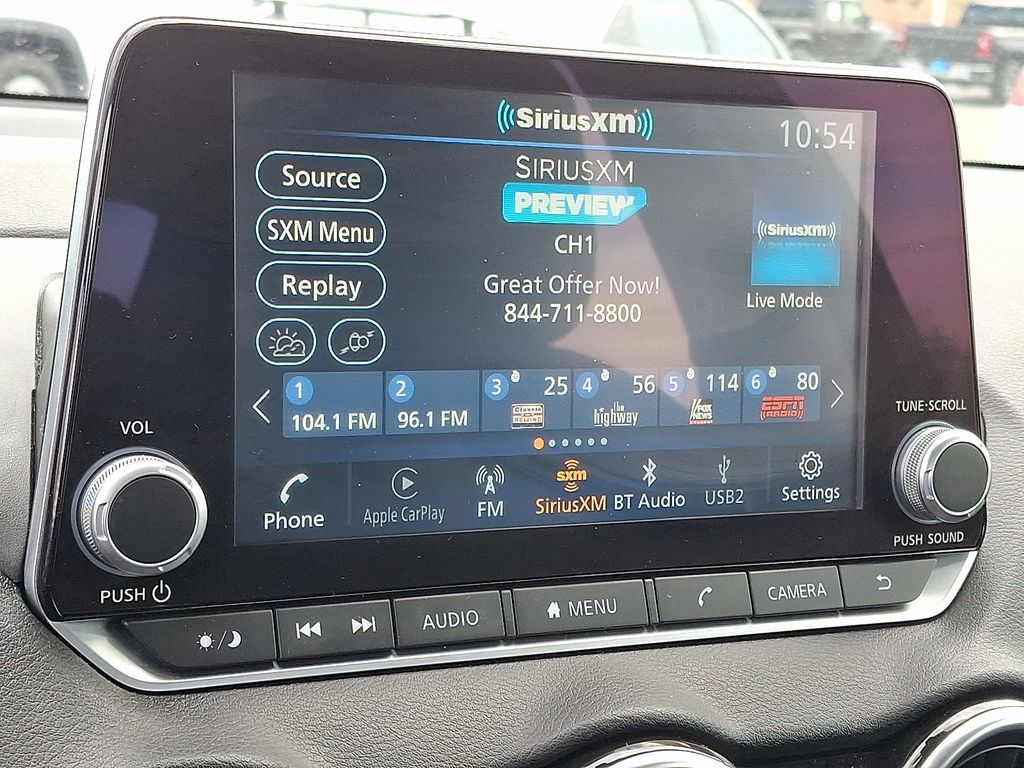 ((SiriusXM))
10:54
Source
SXM Menu
Replay
SIRIUSXM
PREVIEW
CH1
Great Offer Now!
844-711-8800
((SiriusXM))
Live Mode
1
104.1 FM
2
96.1 FM
3
25
Classic
REWIND
4
56
the
highway
5
114
FOX
NEWS
channel
6
80
ESPN
RADIO
Phone
Apple CarPlay
FM
sxm
SiriusXM
BT Audio
USB2
Settings
VOL
PUSH
TUNE·SCROLL
PUSH SOUND
AUDIO
MENU
CAMERA